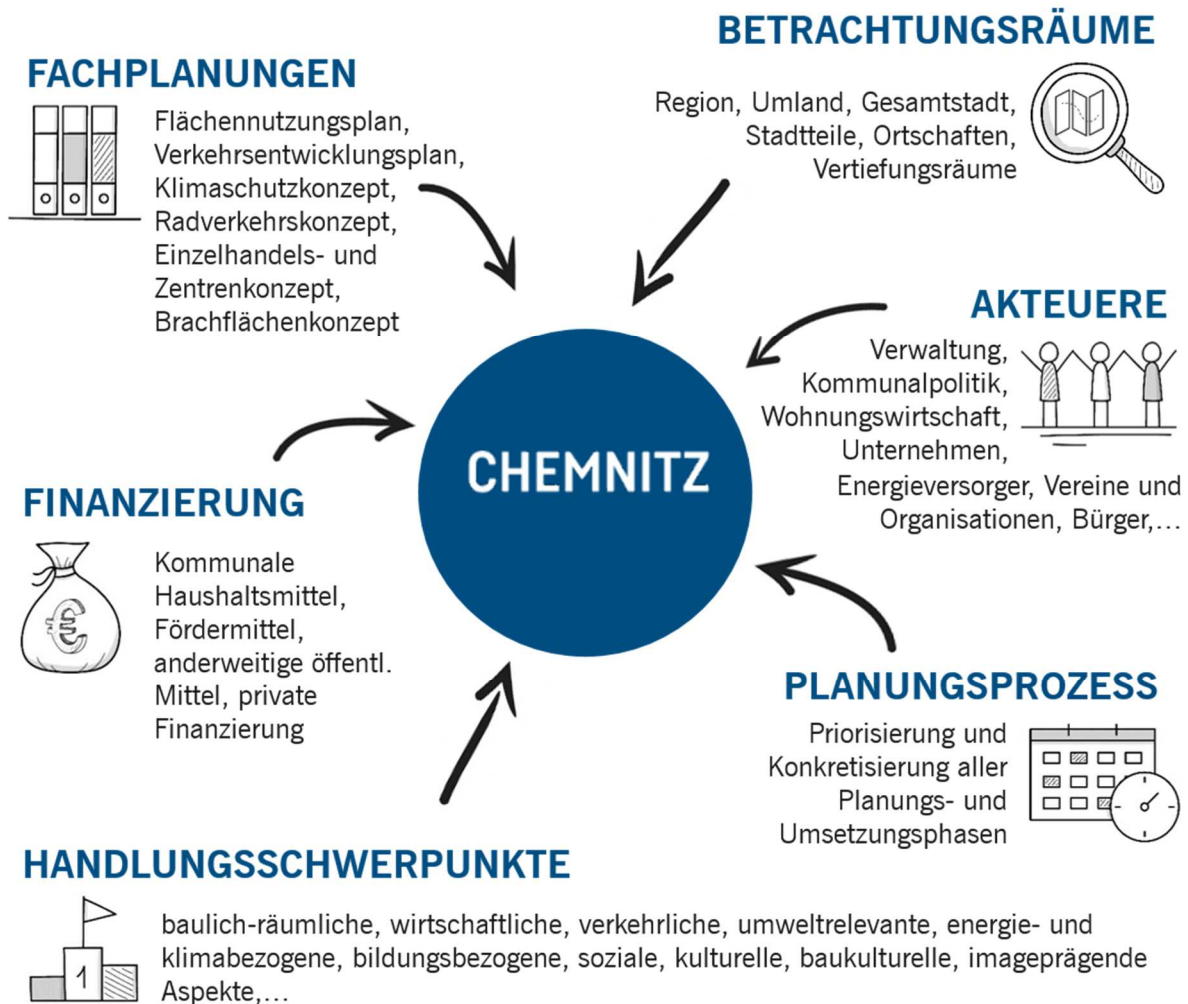 FACHPLANUNGEN
Flächennutzungsplan,
Verkehrsentwicklungsplan,
Klimaschutzkonzept,
Radverkehrskonzept,
Einzelhandels- und
Zentrenkonzept,
Brachflächenkonzept
BETRACHTUNGSRÄUME
Region, Umland, Gesamtstadt,
Stadtteile, Ortschaften,
Vertiefungsräume
AKTEUERE
Verwaltung,
Kommunalpolitik,
Wohnungswirtschaft,
Unternehmen,
Energieversorger, Vereine und
Organisationen, Bürger,...
CHEMNITZ
FINANZIERUNG
€
Kommunale
Haushaltsmittel,
Fördermittel,
anderweitige öffentl.
Mittel, private
Finanzierung
PLANUNGSPROZESS
Priorisierung und
Konkretisierung aller
Planungs- und
Umsetzungsphasen
HANDLUNGSSCHWERPUNKTE
1
baulich-räumliche, wirtschaftliche, verkehrliche, umweltrelevante, energie- und
klimabezogene, bildungsbezogene, soziale, kulturelle, baukulturelle, imageprägende
Aspekte,...